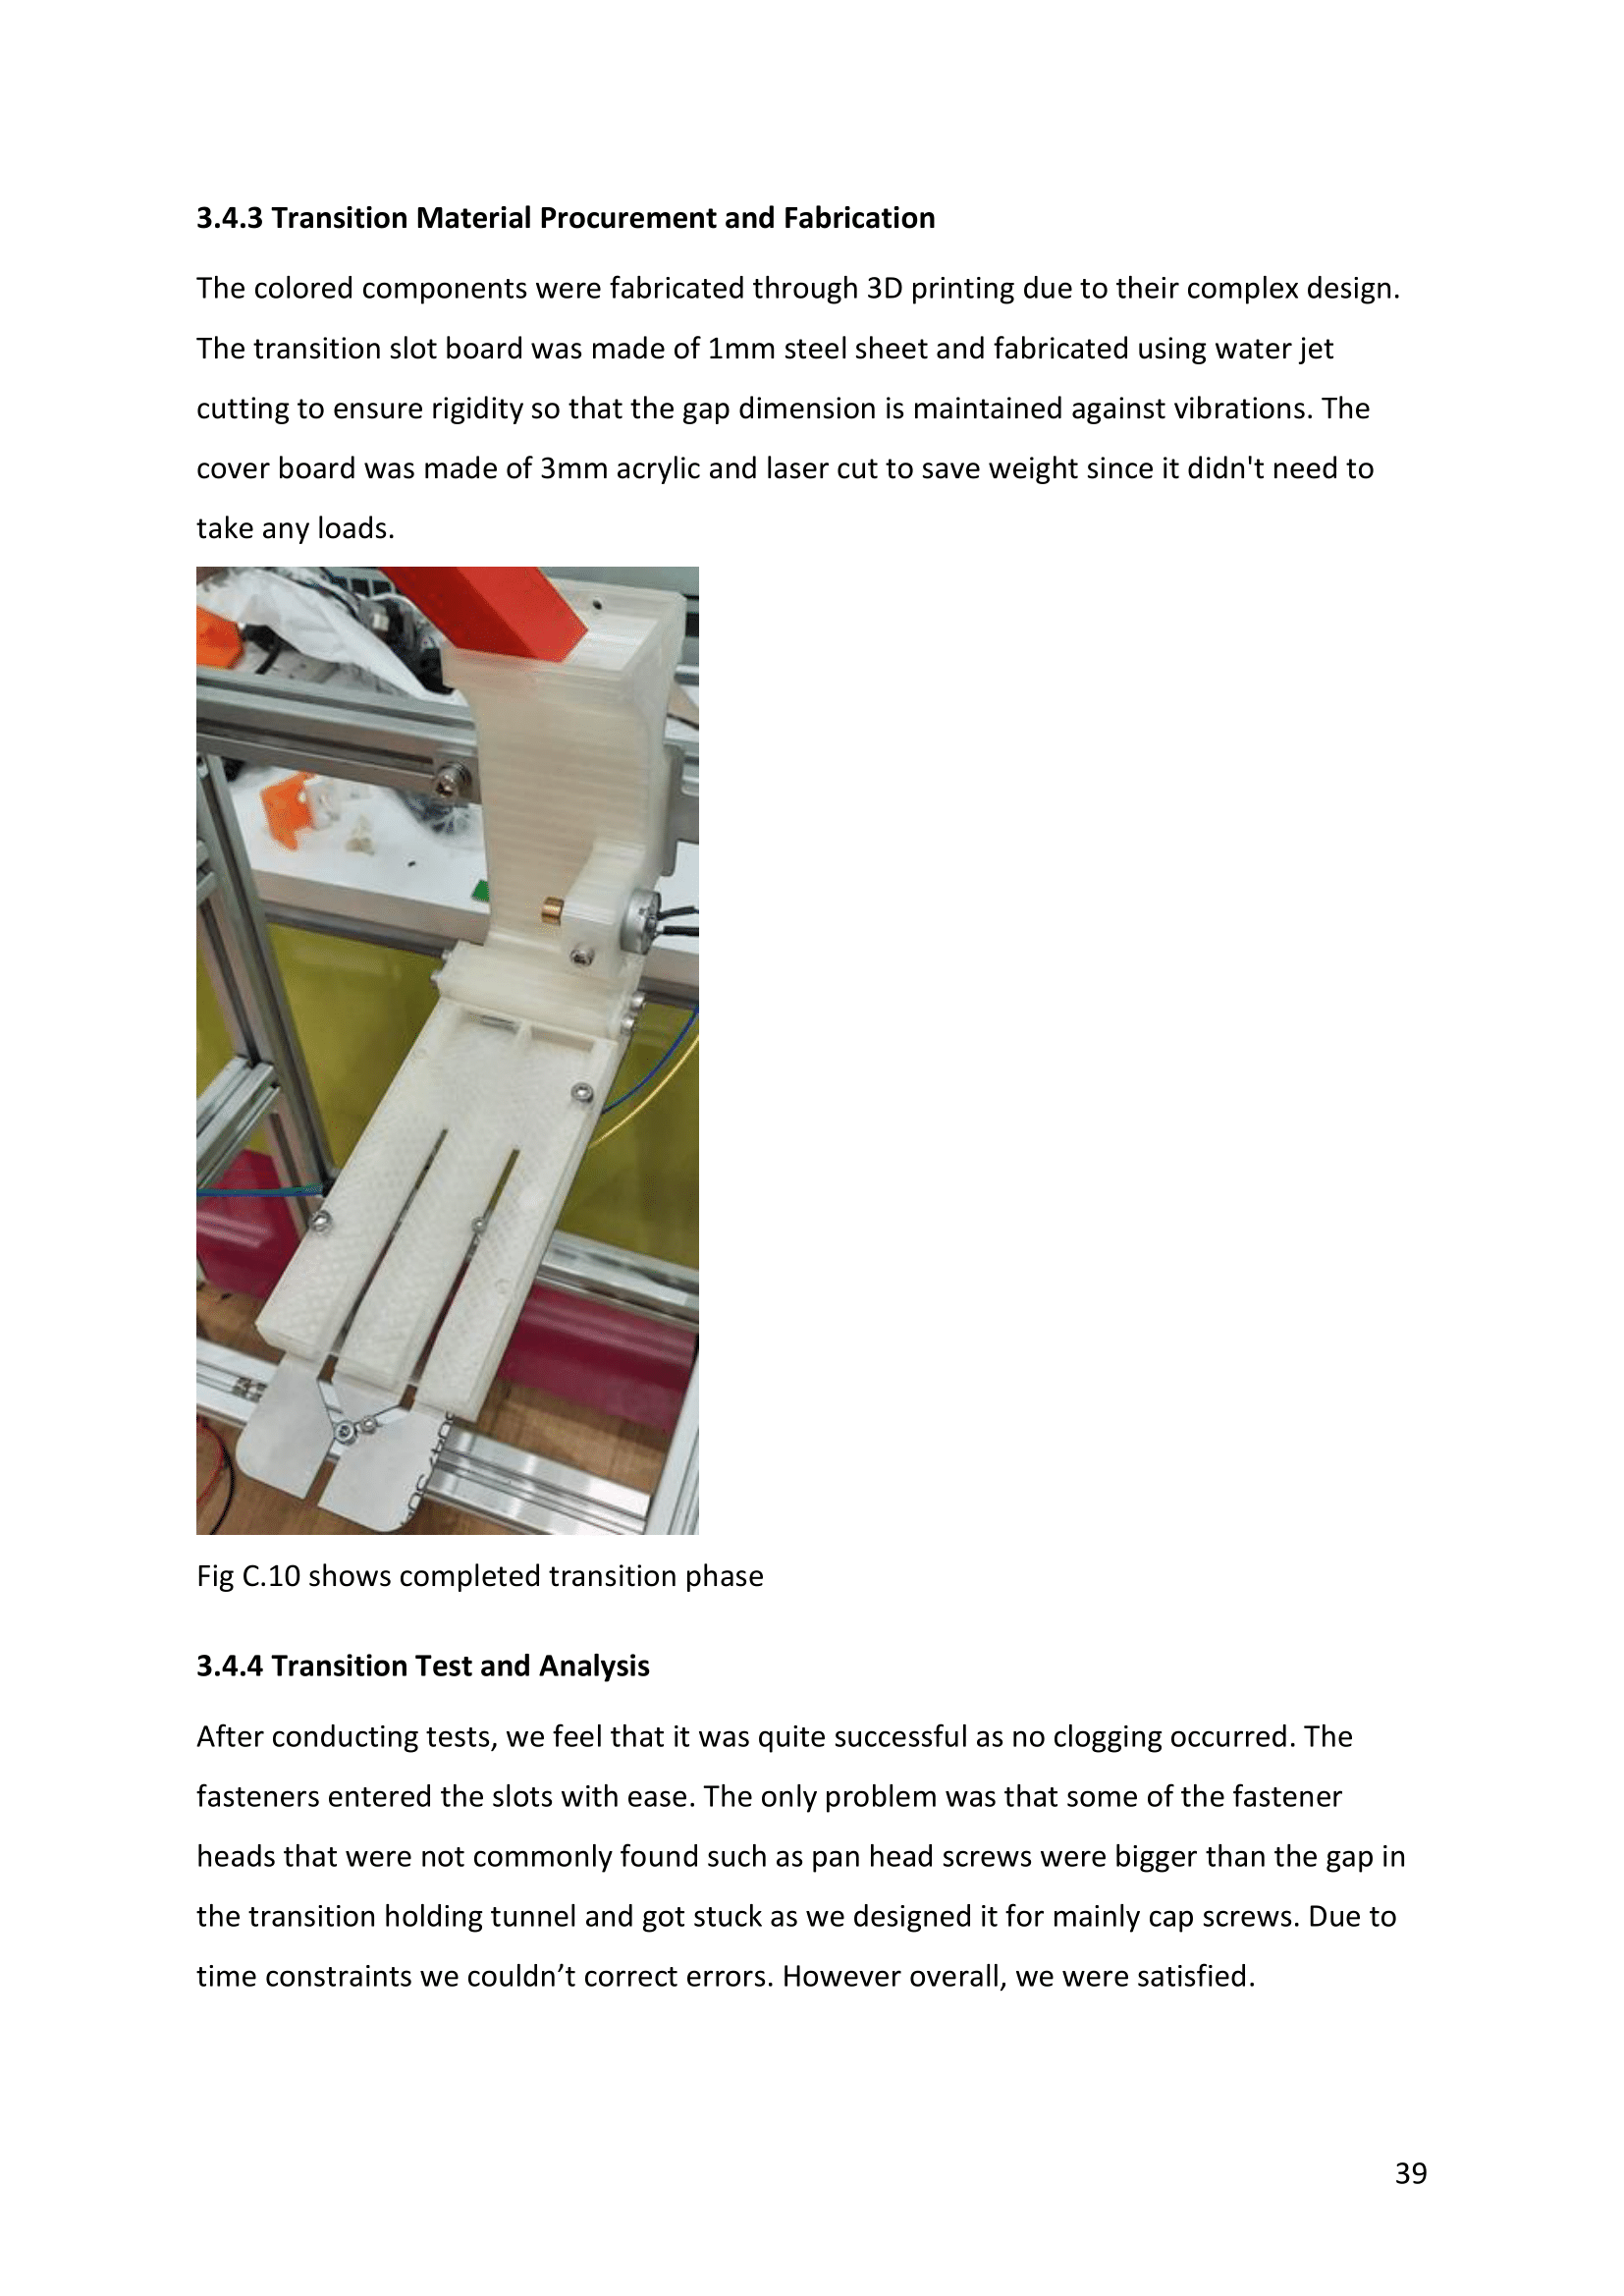 3.4.3 Transition Material Procurement and Fabrication
The colored components were fabricated through 3D printing due to their complex design.
The transition slot board was made of 1mm steel sheet and fabricated using water jet
cutting to ensure rigidity so that the gap dimension is maintained against vibrations. The
cover board was made of 3mm acrylic and laser cut to save weight since it didn't need to
take any loads.
Fig C.10 shows completed transition phase
3.4.4 Transition Test and Analysis
After conducting tests, we feel that it was quite successful as no clogging occurred. The
fasteners entered the slots with ease. The only problem was that some of the fastener
heads that were not commonly found such as pan head screws were bigger than the gap in
the transition holding tunnel and got stuck as we designed it for mainly cap screws. Due to
time constraints we couldn’t correct errors. However overall, we were satisfied.
39